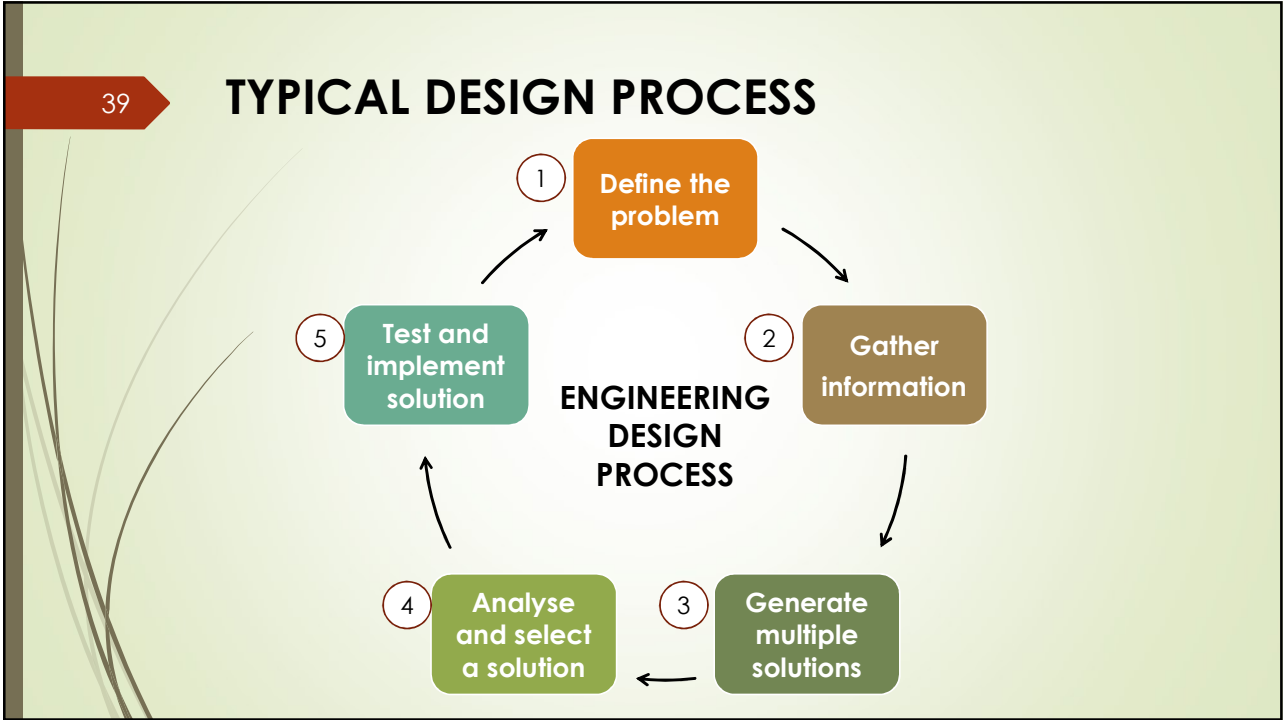 39
TYPICAL DESIGN PROCESS
1
Define the
problem
2
Gather
information
3
Generate
multiple
solutions
4
Analyse
and select
a solution
5
Test and
implement
solution
ENGINEERING
DESIGN
PROCESS